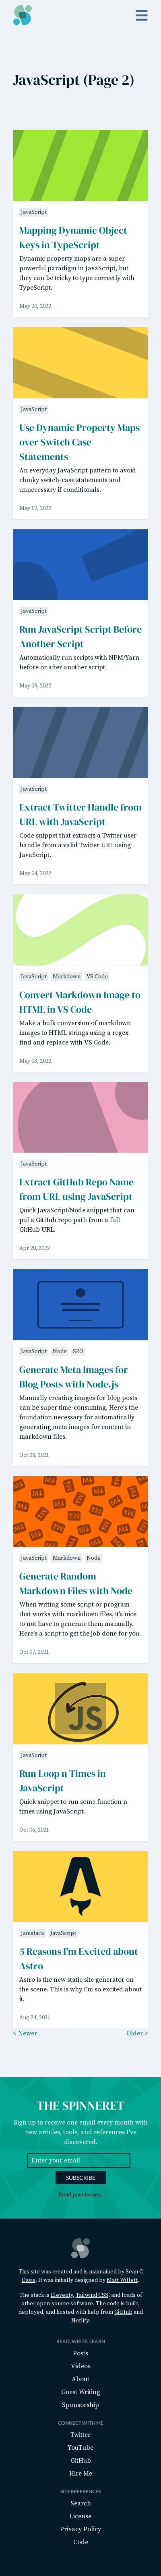 JavaScript (Page 2)
JavaScript
Mapping Dynamic Object
Keys in TypeScript
Dynamic property maps are a super
powerful paradigm in JavaScript, but
they can be tricky to type correctly with
TypeScript.
May 20, 2022
JavaScript
Use Dynamic Property Maps
over Switch Case
Statements
An everyday JavaScript pattern to avoid
clunky switch-case statements and
unnecessary if conditionals.
May 19, 2022
JavaScript
Run JavaScript Script Before
Another Script
Automatically run scripts with NPM/Yarn
before or after another script.
May 09, 2022
JavaScript
Extract Twitter Handle from
URL with JavaScript
Code snippet that extracts a Twitter user
handle from a valid Twitter URL using
JavaScript.
May 04, 2022
JavaScript Markdown VS Code
Convert Markdown Image to
HTML in VS Code
Make a bulk conversion of markdown
images to HTML strings using a regex
find and replace with VS Code.
May 03, 2022
JavaScript
Extract GitHub Repo Name
from URL using JavaScript
Quick JavaScript/Node snippet that can
pul a GitHub repo path from a full
GitHub URL.
Apr 20, 2022
JavaScript Node SEO
Generate Meta Images for
Blog Posts with Node.js
Manually creating images for blog posts
can be super time-consuming. Here's the
foundation necessary for automatically
generating meta images for content in
markdown files.
Oct 08, 2021
JavaScript Markdown Node
Generate Random
Markdown Files with Node
When writing some script or program
that works with markdown files, it's nice
to not have to generate them manually.
Here's a script to get the job done for you.
Oct 07, 2021
JS
JavaScript
Run Loop n Times in
JavaScript
Quick snippet to run some function n
times using JavaScript.
Oct 06, 2021
Jamstack JavaScript
5 Reasons I'm Excited about
Astro
Astro is the new static site generator on
the scene. This is why I'm so excited about
it.
Aug 24, 2021
< Newer Older >
THE SPINNERET
Sign up to receive one email every month with
new articles, tools, and references I've
discovered.
Enter your email
SUBSCRIBE
Read past issues.
This site was created and is maintained by Sean C
Davis. It was initially designed by Matt Willett.
The stack is Eleventy, Tailwind CSS, and loads of
other open-source software. The code is built,
deployed, and hosted with help from GitHub and
Netlify.
READ, WRITE, LEARN
Posts
Videos
About
Guest Writing
Sponsorship
CONNECT WITH ME
Twitter
YouTube
GitHub
Hire Me
SITE REFERENCES
Search
License
Privacy Policy
Code